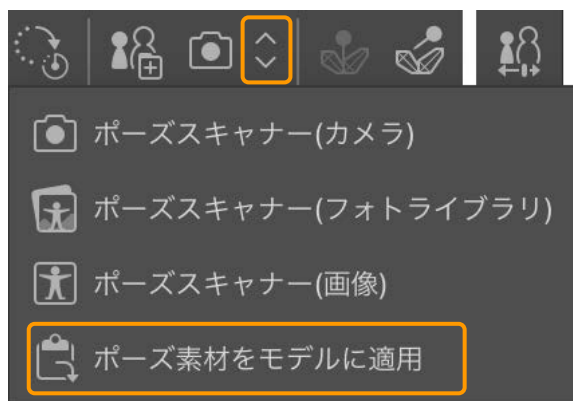 ポーズスキャナー(カメラ)
ポーズスキャナー(フォトライブラリ)
ポーズスキャナー(画像)
ポーズ素材をモデルに適用